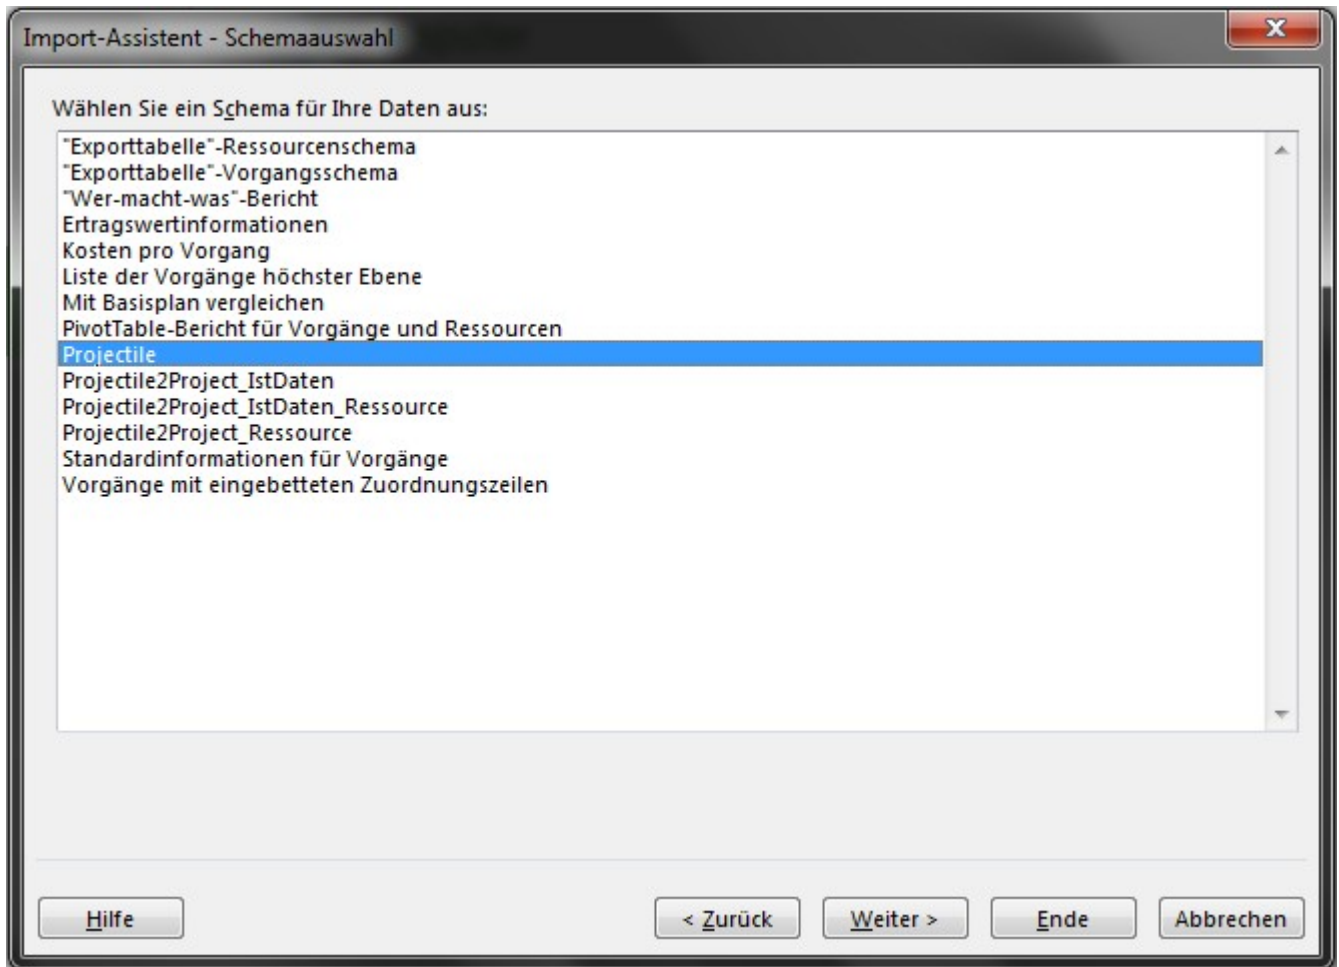 Import-Assistent - Schemaauswahl
Wählen Sie ein Schema für Ihre Daten aus:
"Exporttabelle"-Ressourcenschema
"Exporttabelle"-Vorgangsschema
"Wer-macht-was"-Bericht
Ertragswertinformationen
Kosten pro Vorgang
Liste der Vorgänge höchster Ebene
Mit Basisplan vergleichen
PivotTable-Bericht für Vorgänge und Ressourcen
Projectile
Projectile2Project_IstDaten
Projectile2Project_IstDaten_Ressource
Projectile2Project_Ressource
Standardinformationen für Vorgänge
Vorgänge mit eingebetteten Zuordnungszeilen
Hilfe < Zurück Weiter > Ende Abbrechen